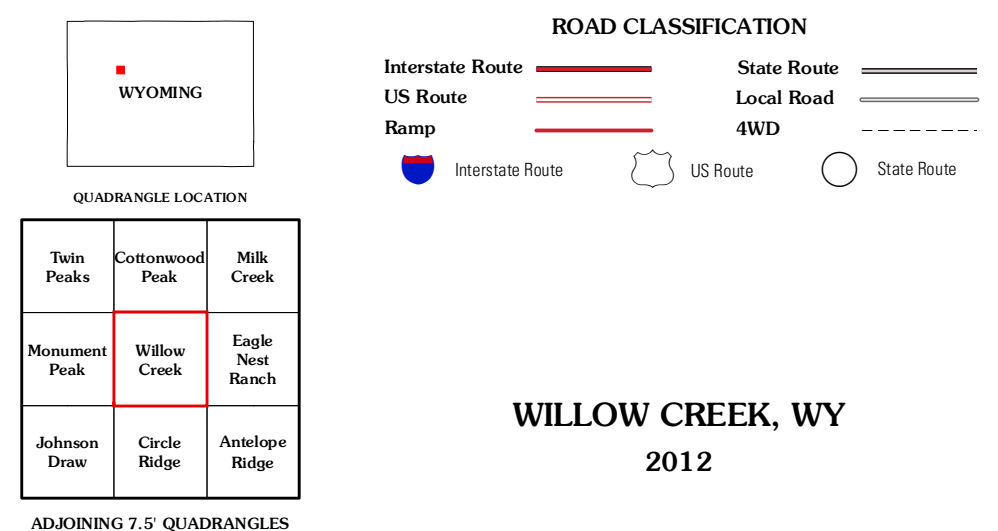 WYOMING
QUADRANGLE LOCATION
Twin
Peaks
Cottonwood
Peak
Milk
Creek
Monument
Peak
Willow
Creek
Eagle
Nest
Ranch
Johnson
Draw
Circle
Ridge
Antelope
Ridge
ADJOINING 7.5' QUADRANGLES
ROAD CLASSIFICATION
Interstate Route
State Route
US Route
Local Road
Ramp
4WD
Interstate Route
US Route
State Route
WILLOW CREEK, WY
2012